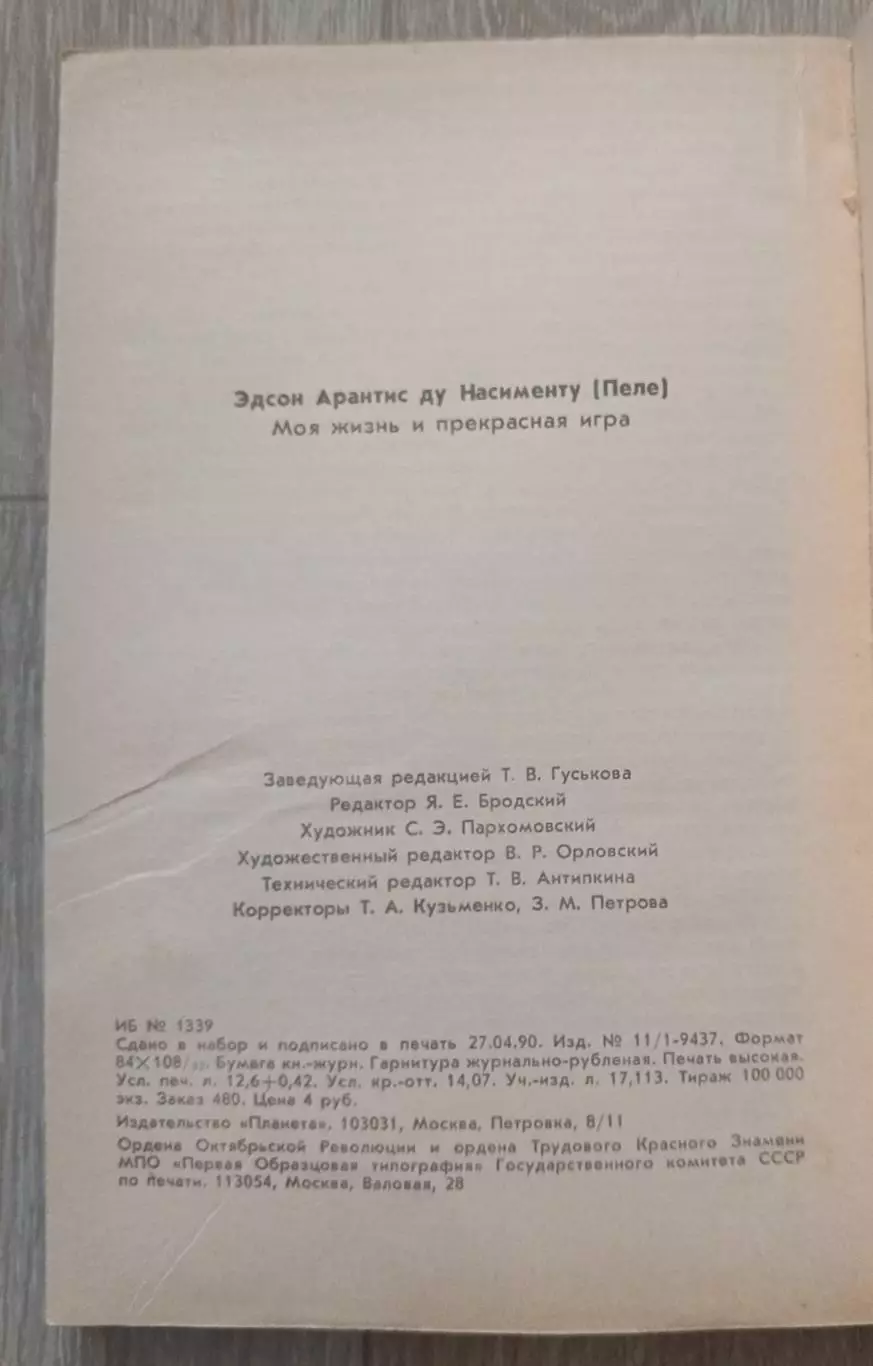 Эдсон Арантис ду Насименту (Пеле)
Моя жизнь и прекрасная игра
Заведующая редакцией Т. В. Гуськова
Редактор Я. Е. Бродский
Художник С. Э. Пархомовский
Художественный редактор В. Р. Орловский
Технический редактор Т. В. Антипкина
Корректоры Т. А. Кузьменко, З. М. Петрова
ИБ № 1339
Сдано в набор и подписано в печать 27.04.90. Изд. № 11/1-9437. Формат
84×108/ Бумага кн.-журн. Гарнитура журнально-рубленая. Печать высокая.
Усл. печ. л. 12,6+0,42. Усл. кр.-отт. 14,07. Уч.-изд. л. 17,113. Тираж 100 000
экз. Заказ 480. Цена 4 руб.
Издательство «Планета». 103031, Москва, Петровка, 8/11
Ордена Октябрьской Революции и ордена Трудового Красного Знамени
МПО «Первая Образцовая типография» Государственного комитета СССР
по печати. 113054, Москва, Валовая, 28